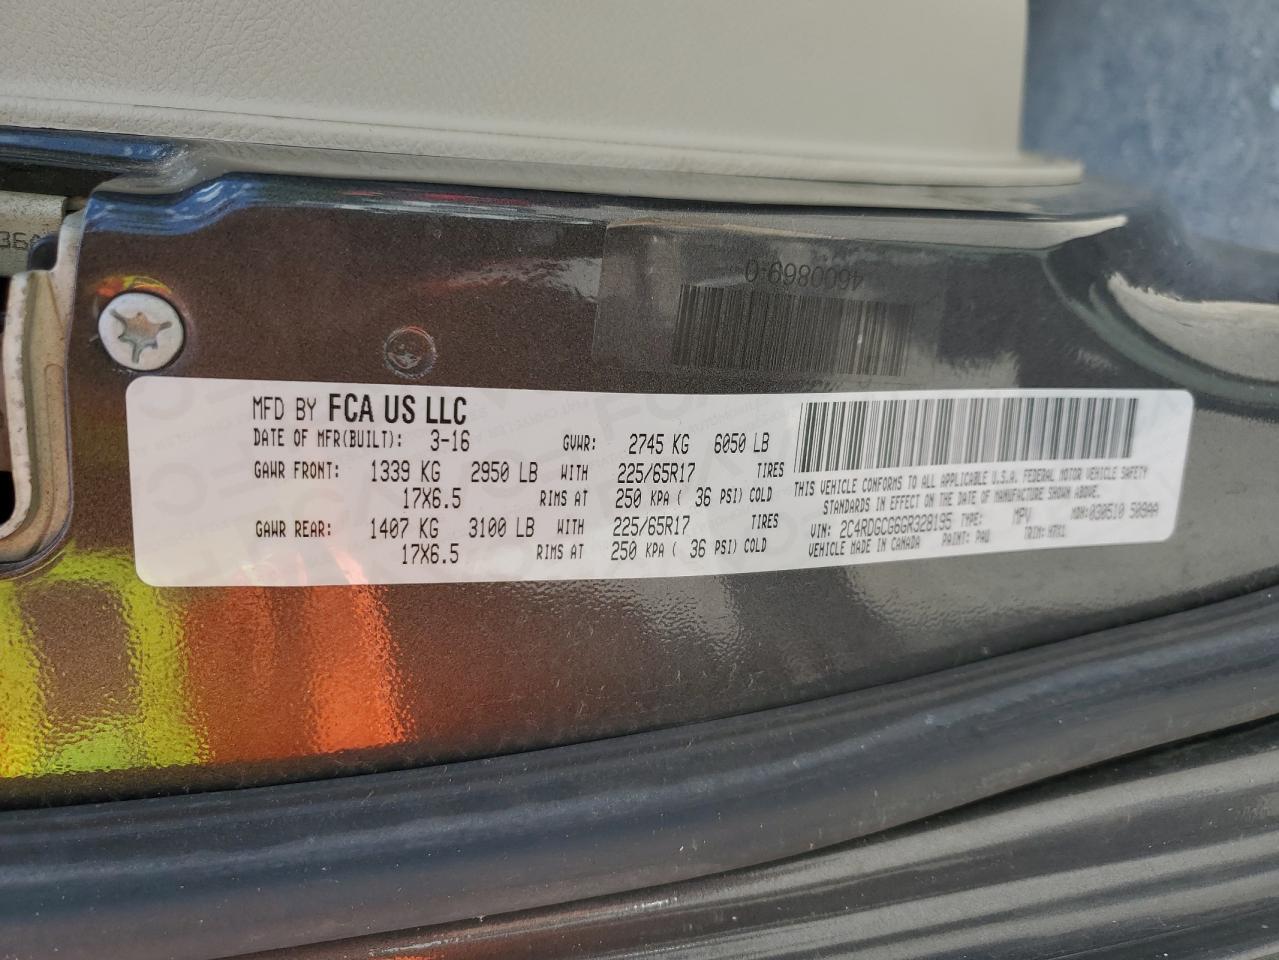 4600869-0
MFD BY FCA US LLC
DATE OF MFR(BUILT): 3-16 GVWR: 2745 KG 6050 LB
GAWR FRONT: 1339 KG 2950 LB WITH 225/65R17 TIRES
17X6.5 RIMS AT 250 KPA ( 36 PSI) COLD
GAWR REAR: 1407 KG 3100 LB WITH 225/65R17 TIRES
17X6.5 RIMS AT 250 KPA ( 36 PSI) COLD
THIS VEHICLE CONFORMS TO ALL APPLICABLE U.S.A. FEDERAL MOTOR VEHICLE SAFETY
STANDARDS IN EFFECT ON THE DATE OF MANUFACTURE SHOWN ABOVE.
VIN: 2C4RDGCG6GR328195 TYPE: MPV MDH: 030510 509AA
VEHICLE MADE IN CANADA PAINT: PAU TRIM: